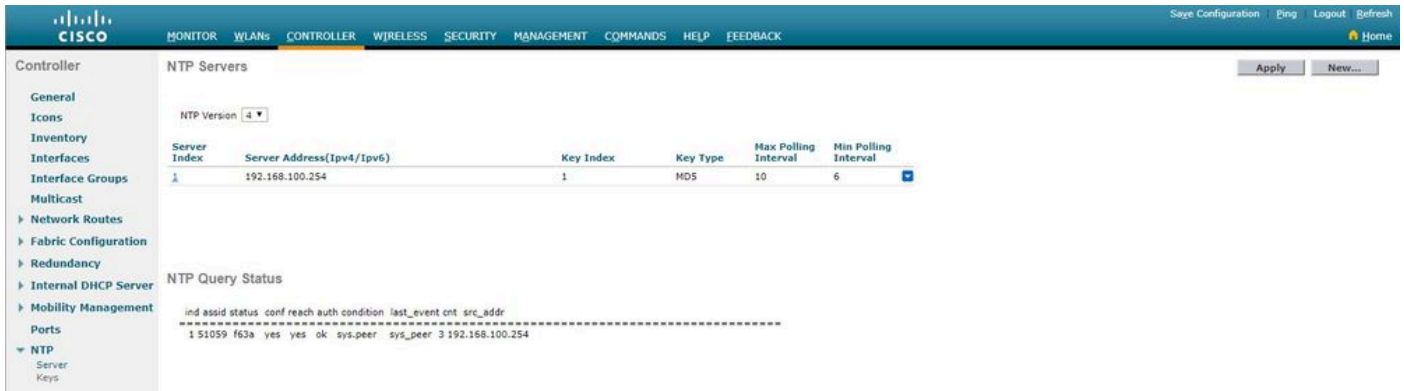 Save Configuration Ping Logout Refresh
CISCO MONITOR WLANs CONTROLLER WIRELESS SECURITY MANAGEMENT COMMANDS HELP FEEDBACK Home
Controller
General
Icons
Inventory
Interfaces
Interface Groups
Multicast
Network Routes
Fabric Configuration
Redundancy
Internal DHCP Server
Mobility Management
Ports
NTP
Server
Keys
NTP Servers
Apply New...
NTP Version 4
Server Index Server Address(Ipv4/Ipv6) Key Index Key Type Max Polling Interval Min Polling Interval
1 192.168.100.254 1 MD5 10 6
NTP Query Status
ind assid status conf reach auth condition last_event cnt src_addr
===============================================================================
1 51059 f63a yes yes ok sys.peer sys_peer 3 192.168.100.254